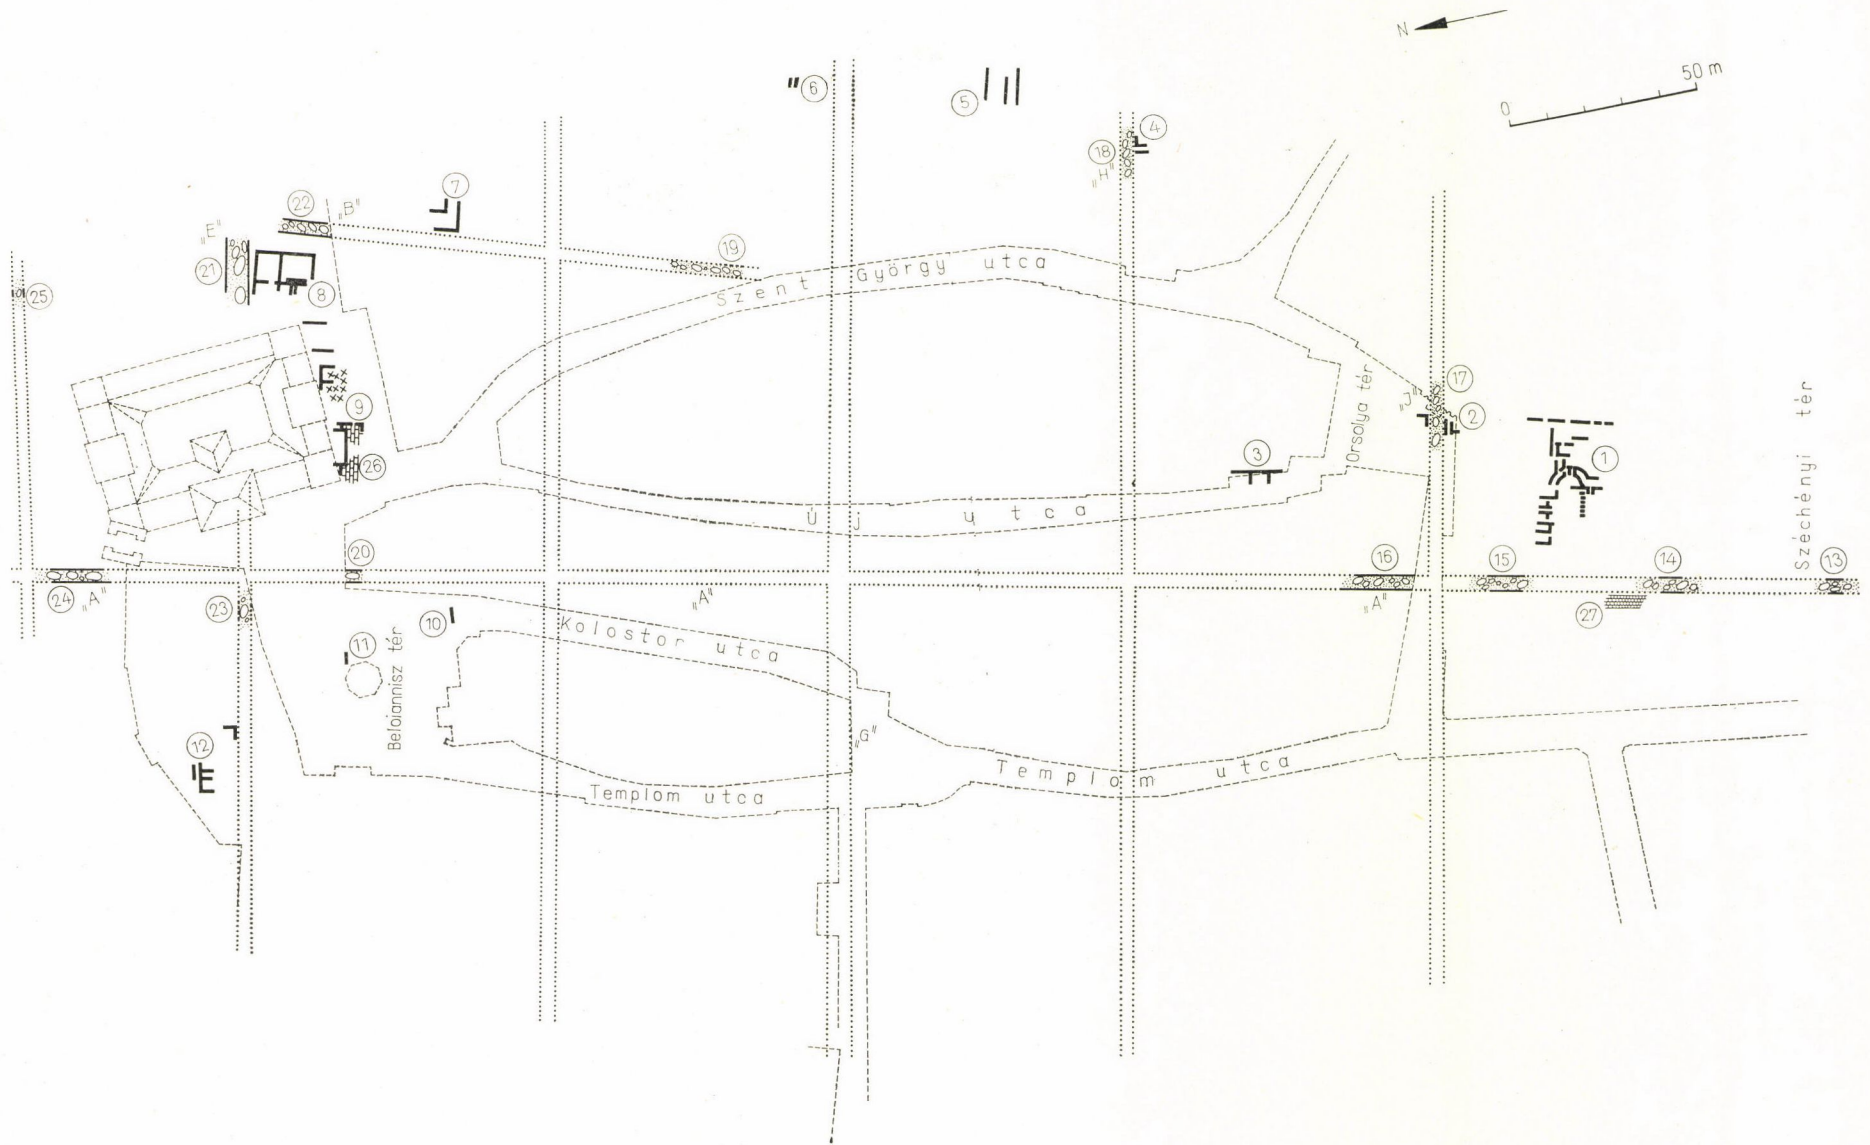 N
50 m
0
6
5
4
18
„H"
7
22
„B"
„E"
21
19
8
25
Szent György utca
9
26
17
„J"
2
Orsolya tér
3
1
Széchényi tér
Új utca
20
24
„A"
23
„A"
16
„A"
15
14
13
27
10
11
Beloiannisz tér
Kolostor utca
12
„G"
Templom utca
Templom utca